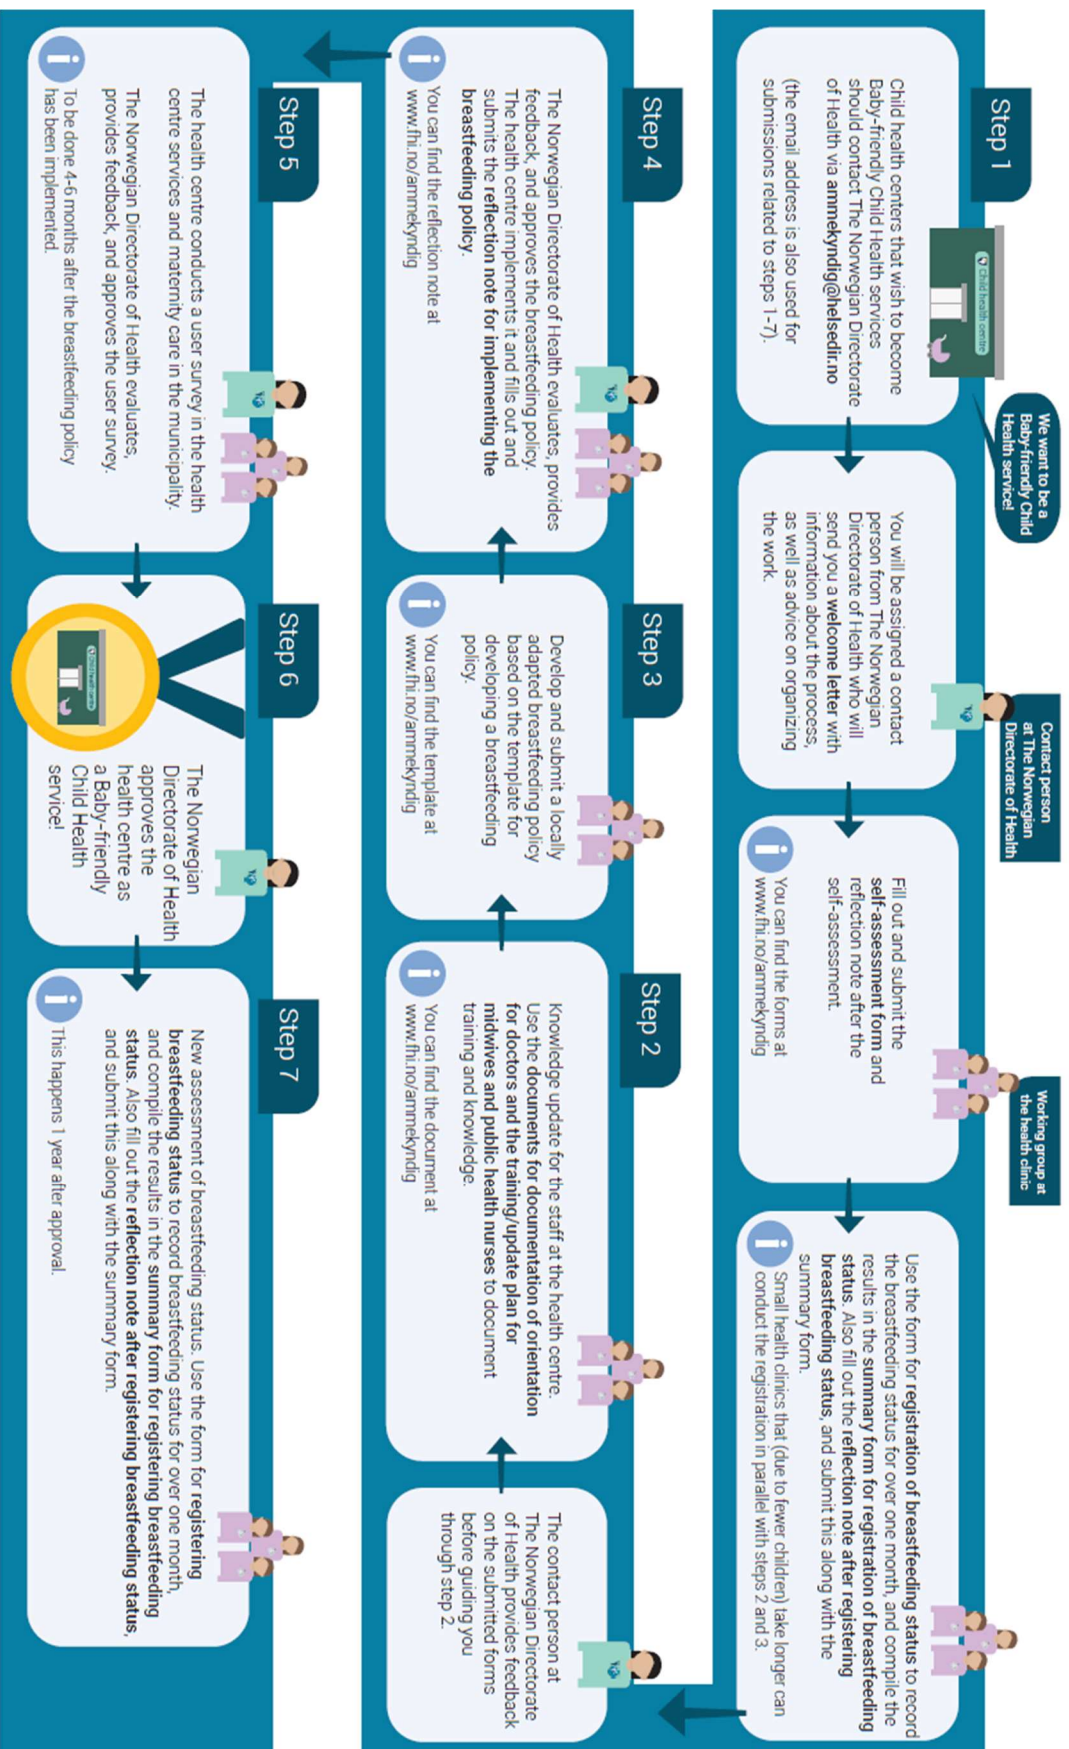 We want to be a
Baby-friendly Child
Health service!
Contact person
at The Norwegian
Directorate of Health
Working group at
the health clinic
Step 1
Child health centre
Child health centers that wish to become
Baby-friendly Child Health services
should contact The Norwegian Directorate
of Health via ammekyndig@helsedir.no
(the email address is also used for
submissions related to steps 1-7).
You will be assigned a contact
person from The Norwegian
Directorate of Health who will
send you a welcome letter with
information about the process,
as well as advice on organizing
the work.
Fill out and submit the
self-assessment form and
reflection note after the
self-assessment.
i
You can find the forms at
www.fhi.no/ammekyndig
Use the form for registration of breastfeeding status to record
the breastfeeding status for over one month, and compile the
results in the summary form for registration of breastfeeding
status. Also fill out the reflection note after registering
breastfeeding status, and submit this along with the
summary form.
i
Small health clinics that (due to fewer children) take longer can
conduct the registration in parallel with steps 2 and 3.
The contact person at
The Norwegian Directorate
of Health provides feedback
on the submitted forms
before guiding you
through step 2.
Step 2
Knowledge update for the staff at the health centre.
Use the documents for documentation of orientation
for doctors and the training/update plan for
midwives and public health nurses to document
training and knowledge.
i
You can find the document at
www.fhi.no/ammekyndig
Step 3
Develop and submit a locally
adapted breastfeeding policy
based on the template for
developing a breastfeeding
policy.
i
You can find the template at
www.fhi.no/ammekyndig
Step 4
The Norwegian Directorate of Health evaluates, provides
feedback, and approves the breastfeeding policy.
The health centre implements it and fills out and
submits the reflection note for implementing the
breastfeeding policy.
i
You can find the reflection note at
www.fhi.no/ammekyndig
Step 5
The health centre conducts a user survey in the health
centre services and maternity care in the municipality.
The Norwegian Directorate of Health evaluates,
provides feedback, and approves the user survey.
i
To be done 4-6 months after the breastfeeding policy
has been implemented.
Step 6
Child health centre
The Norwegian
Directorate of Health
approves the
health centre as
a Baby-friendly
Child Health
service!
Step 7
New assessment of breastfeeding status. Use the form for registering
breastfeeding status to record breastfeeding status for over one month,
and compile the results in the summary form for registering breastfeeding
status. Also fill out the reflection note after registering breastfeeding status,
and submit this along with the summary form.
i
This happens 1 year after approval.